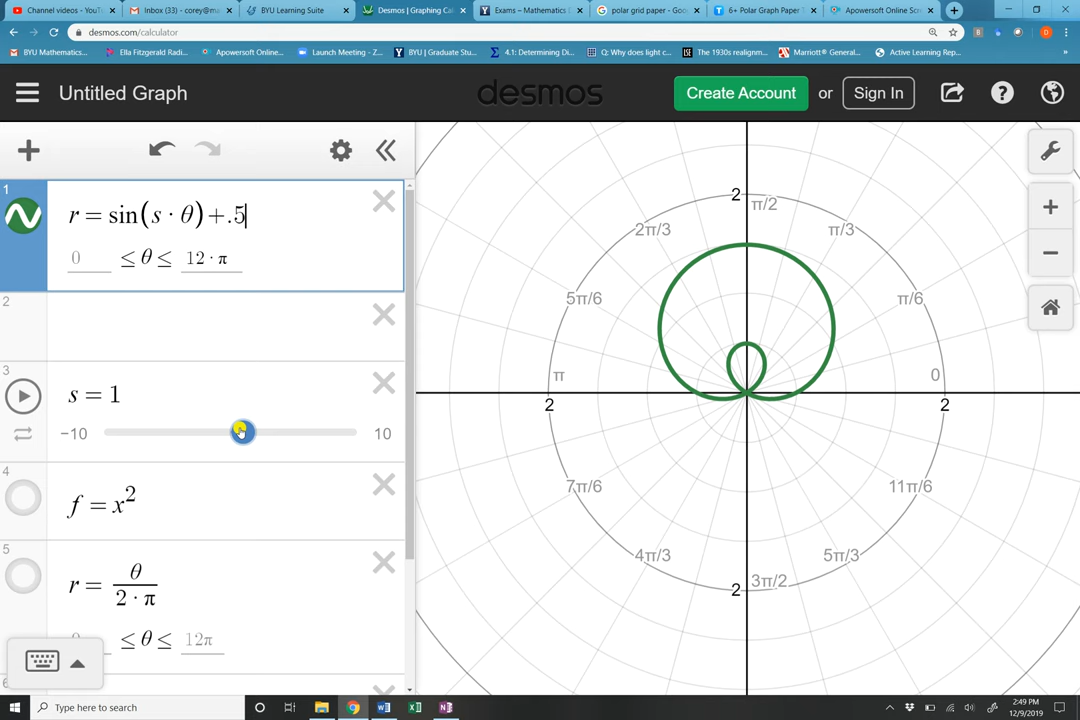 Channel videos - YouTu
Inbox (33) - corey@ma
BYU Learning Suite
Desmos | Graphing Ca
Exams – Mathematics
polar grid paper - Goo
6+ Polar Graph Paper
Apowersoft Online Scr
desmos.com/calculator
BYU Mathematics...
Ella Fitzgerald Radi...
Apowersoft Online...
Launch Meeting - Z...
BYU | Graduate Stu...
4.1: Determining Di...
Q: Why does light c...
The 1930s realignm...
Marriott® General...
Active Learning Rep...
Untitled Graph
desmos
Create Account
or
Sign In
1
r = sin(s · θ) + .5
0 ≤ θ ≤ 12 · π
2
3
s = 1
−10
10
4
f = x²
5
r = θ / 2 · π
≤ θ ≤ 12π
2
π/2
2π/3
π/3
5π/6
π/6
π
0
2
2
7π/6
11π/6
4π/3
5π/3
2
3π/2
Type here to search
2:49 PM
12/9/2019